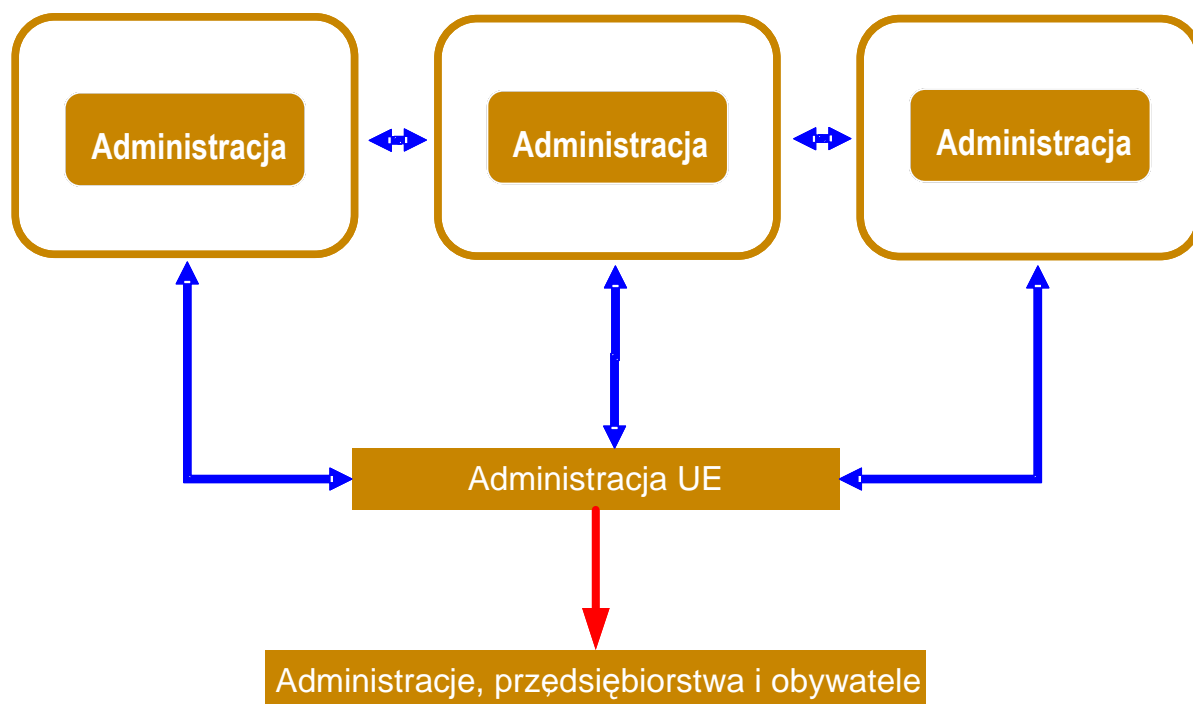 Administracja
Administracja
Administracja
Administracja UE
Administracje, przędsiębiorstwa i obywatele